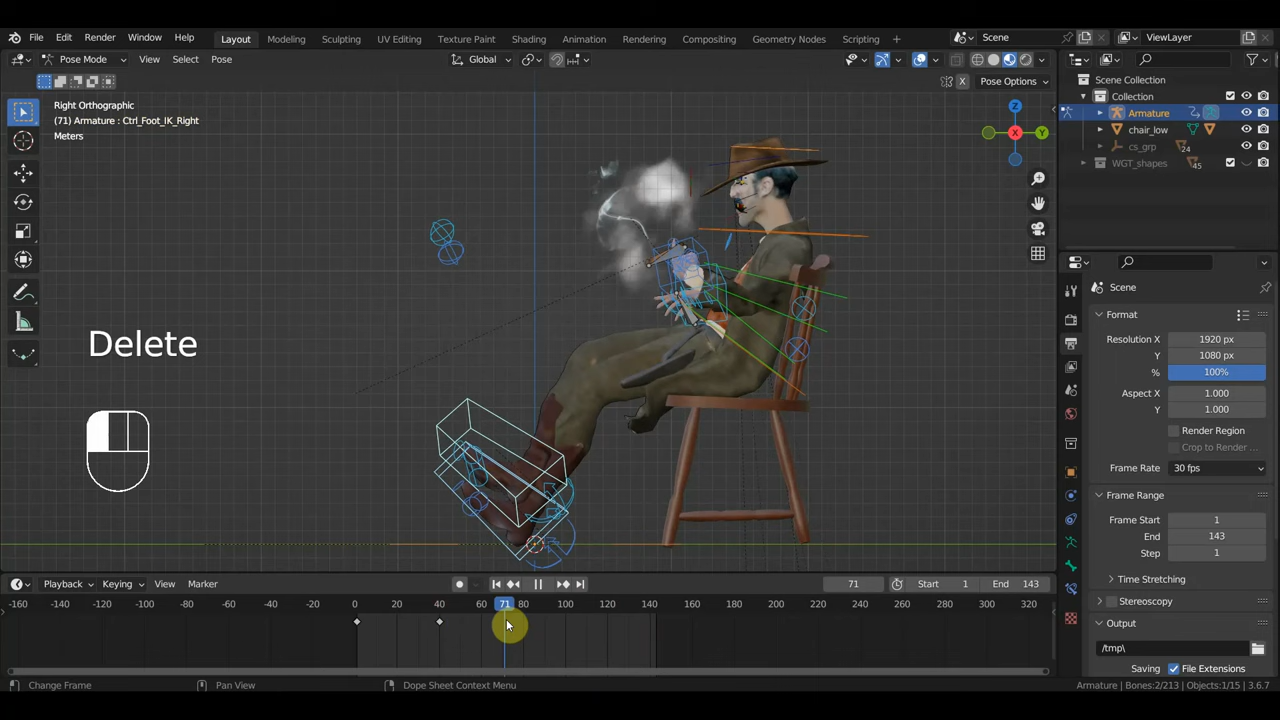 File Edit Render Window Help Layout Modeling Sculpting UV Editing Texture Paint Shading Animation Rendering Compositing Geometry Nodes Scripting + Scene ViewLayer
Pose Mode View Select Pose Global
X Pose Options
Right Orthographic
(71) Armature : Ctrl_Foot_IK_Right
Meters
Z
X Y
Delete
Scene Collection
Collection
Armature
chair_low
cs_grp 24
WGT_shapes 45
Scene
Format
Resolution X 1920 px
Y 1080 px
% 100%
Aspect X 1.000
Y 1.000
Render Region
Crop to Render ...
Frame Rate 30 fps
Frame Range
Frame Start 1
End 143
Step 1
Time Stretching
Stereoscopy
Output
/tmp\
Saving File Extensions
Playback Keying View Marker 71 Start 1 End 143
-160 -140 -120 -100 -80 -60 -40 -20 0 20 40 60 71 80 100 120 140 160 180 200 220 240 260 280 300 320
Change Frame Pan View Dope Sheet Context Menu Armature | Bones:2/213 | Objects:1/15 | 3.6.7